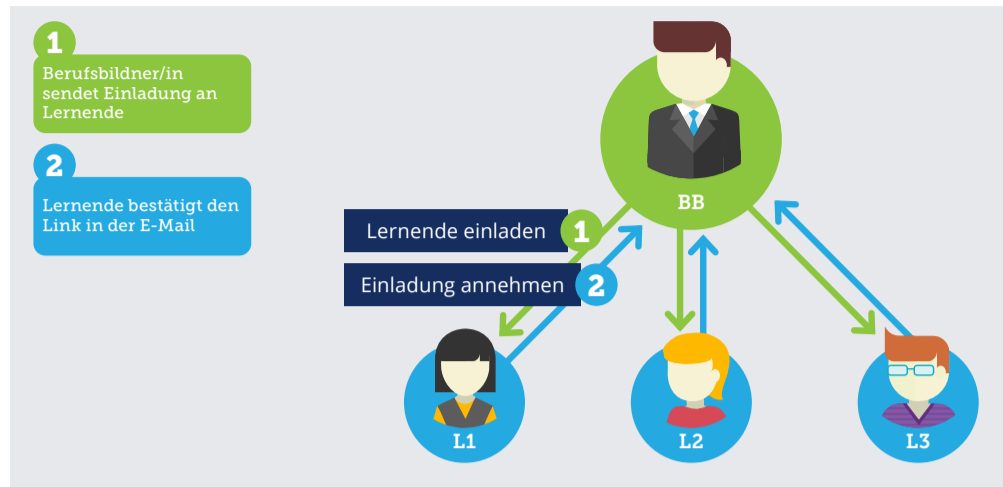 1
Berufsbildner/in
sendet Einladung an
Lernende
2
Lernende bestätigt den
Link in der E-Mail
BB
Lernende einladen 1
Einladung annehmen 2
L1
L2
L3